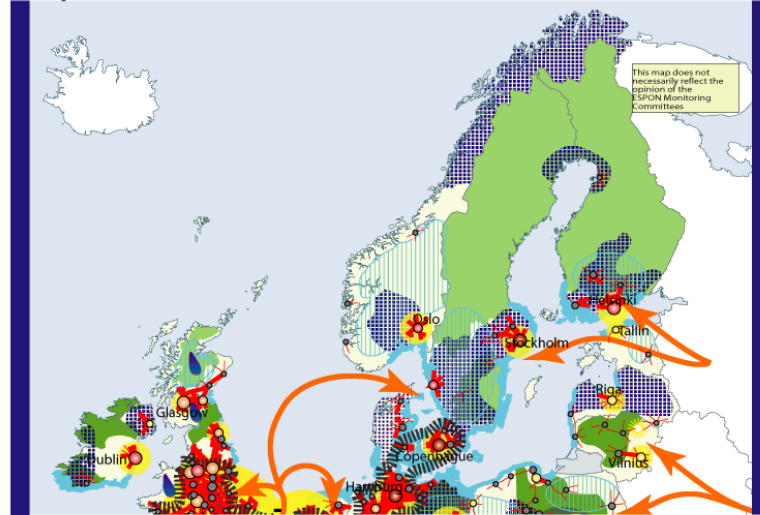 This map does not
necessarily reflect the
opinion of the
ESPON Monitoring
Committees
Oslo
Helsinki
Tallin
Stockholm
Riga
Glasgow
Copenhague
Dublin
Vilnius
Hamburg